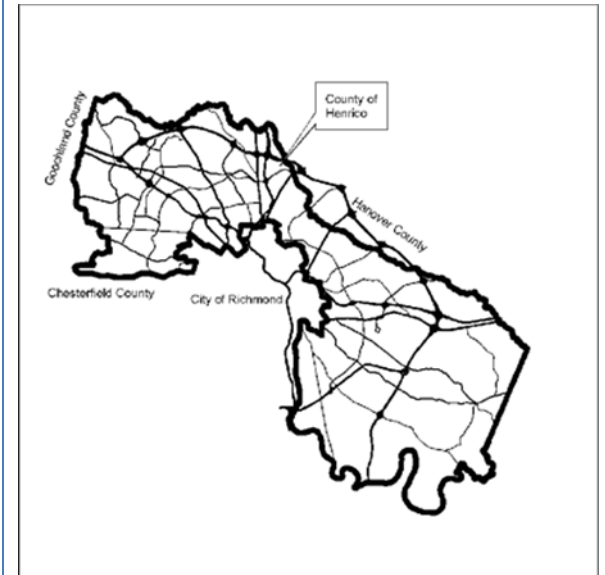 County of
Henrico
Goochland County
Hanover County
Chesterfield County
City of Richmond